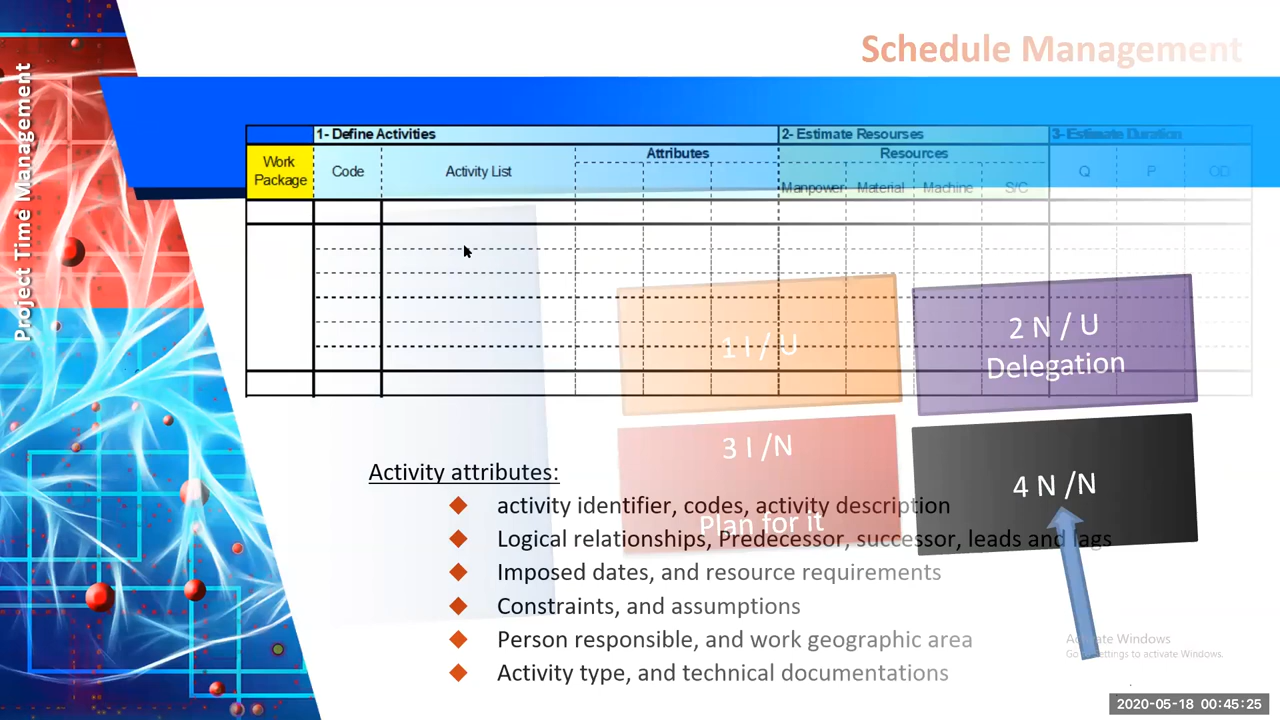 Schedule Management
Project Time Management
1- Define Activities
2- Estimate Resourses
3- Estimate Duration
Work Package
Code
Activity List
Attributes
Resources
Manpower
Material
Machine
S/C
Q
P
OD
1 I / U
2 N / U
Delegation
3 I /N
Plan for it
4 N /N
Activity attributes:
activity identifier, codes, activity description
Logical relationships, Predecessor, successor, leads and lags
Imposed dates, and resource requirements
Constraints, and assumptions
Person responsible, and work geographic area
Activity type, and technical documentations
Activate Windows
Go to Settings to activate Windows.
2020-05-18 00:45:25